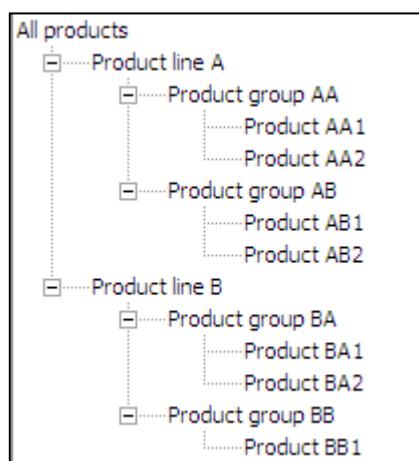 All products
Product line A
Product group AA
Product AA1
Product AA2
Product group AB
Product AB1
Product AB2
Product line B
Product group BA
Product BA1
Product BA2
Product group BB
Product BB1